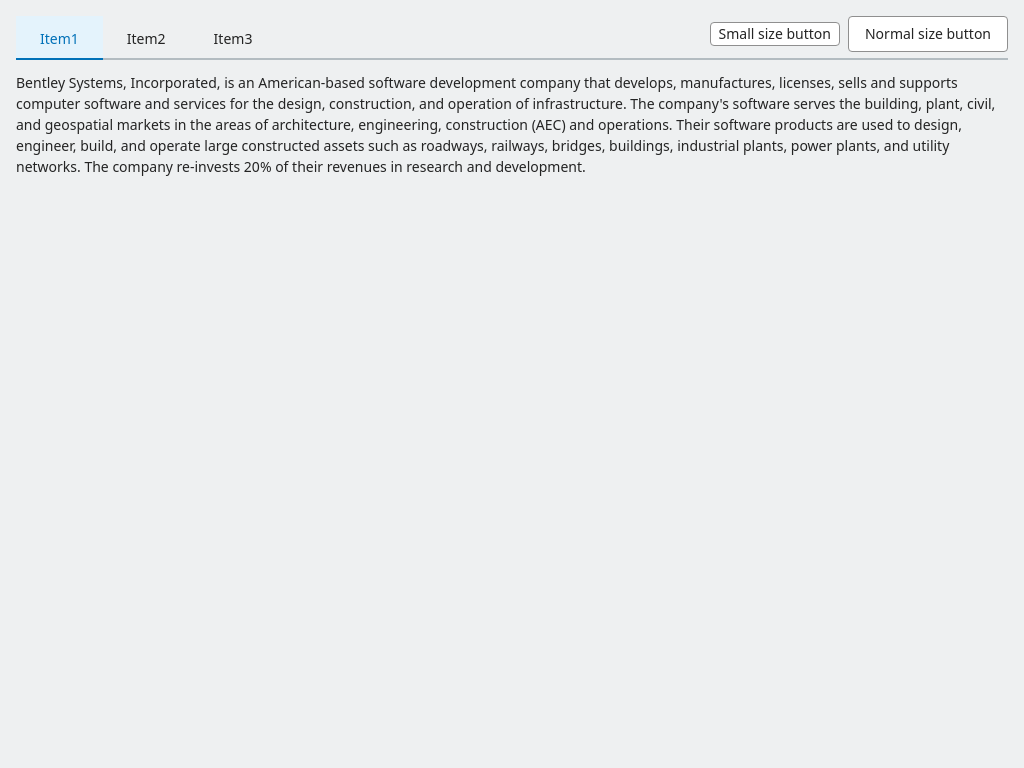 Item1 Item2 Item3 Small size button Normal size button
Bentley Systems, Incorporated, is an American-based software development company that develops, manufactures, licenses, sells and supports
computer software and services for the design, construction, and operation of infrastructure. The company's software serves the building, plant, civil,
and geospatial markets in the areas of architecture, engineering, construction (AEC) and operations. Their software products are used to design,
engineer, build, and operate large constructed assets such as roadways, railways, bridges, buildings, industrial plants, power plants, and utility
networks. The company re-invests 20% of their revenues in research and development.